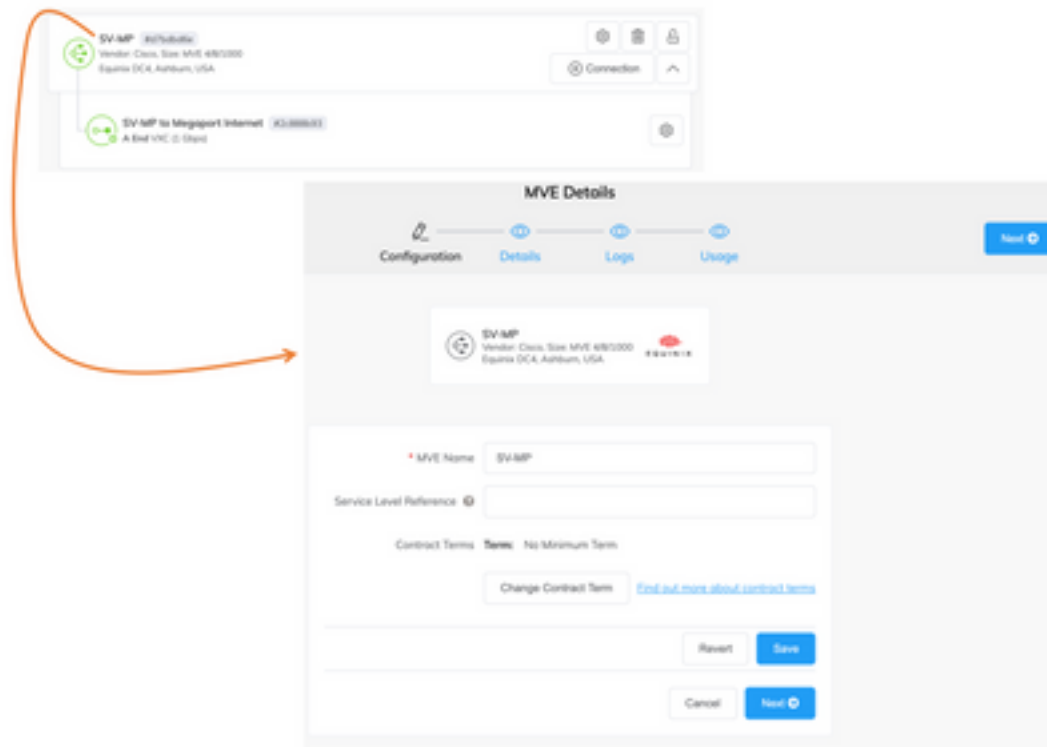 SV-MP
Vendor: Cisco, Size: MVE 4/8/1000
Equinix DC4, Ashburn, USA
Connection
SV-MP to Megaport Internet
A End VXC (1 Gbps)
MVE Details
Next
Configuration
Details
Logs
Usage
SV-MP
Vendor: Cisco, Size: MVE 4/8/1000
Equinix DC4, Ashburn, USA
EQUINIX
* MVE Name
SV-MP
Service Level Reference
Contract Terms
Term: No Minimum Term
Change Contract Term
Find out more about contract terms
Revert
Save
Cancel
Next